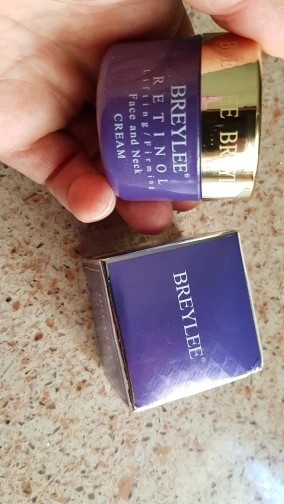 BREYLEE®
RETINOL
Lifting/Firming
Face and Neck
CREAM
BREYLEE®